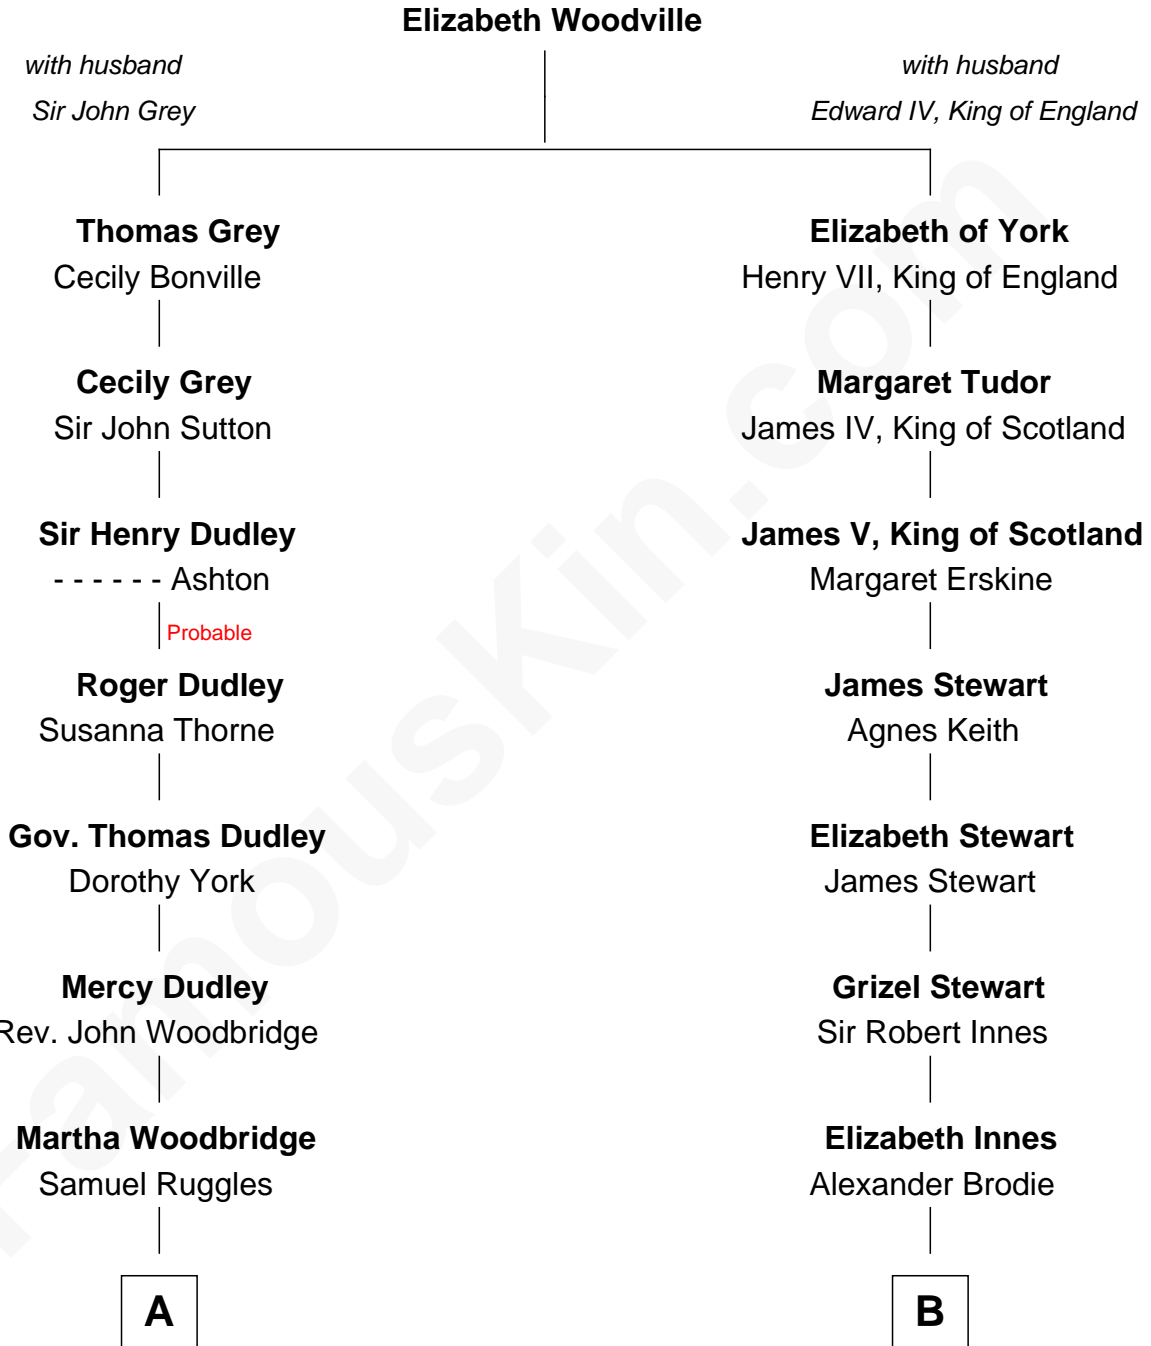 Elizabeth Woodville
with husband
Sir John Grey
with husband
Edward IV, King of England
Thomas Grey
Cecily Bonville
Elizabeth of York
Henry VII, King of England
Cecily Grey
Sir John Sutton
Margaret Tudor
James IV, King of Scotland
Sir Henry Dudley
- - - - - - Ashton
James V, King of Scotland
Margaret Erskine
Probable
Roger Dudley
Susanna Thorne
James Stewart
Agnes Keith
Gov. Thomas Dudley
Dorothy York
Elizabeth Stewart
James Stewart
Mercy Dudley
Rev. John Woodbridge
Grizel Stewart
Sir Robert Innes
Martha Woodbridge
Samuel Ruggles
Elizabeth Innes
Alexander Brodie
A
B
FamousKin.com